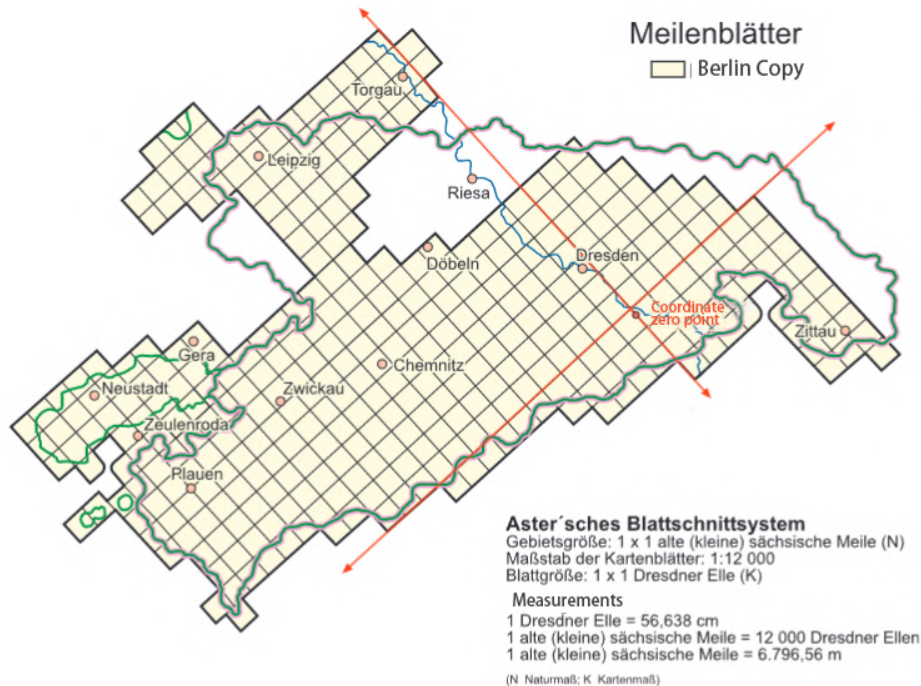 Meilenblätter
| Berlin Copy
Torgau
Leipzig
Riesa
Döbeln
Dresden
Coordinate
zero point
Zittau
Gera
Chemnitz
Neustadt
Zwickau
Zeulenroda
Plauen
Aster´sches Blattschnittsystem
Gebietsgröße: 1 x 1 alte (kleine) sächsische Meile (N)
Maßstab der Kartenblätter: 1:12 000
Blattgröße: 1 x 1 Dresdner Elle (K)
Measurements
1 Dresdner Elle = 56,638 cm
1 alte (kleine) sächsische Meile = 12 000 Dresdner Ellen
1 alte (kleine) sächsische Meile = 6.796,56 m
(N Naturmaß; K Kartenmaß)